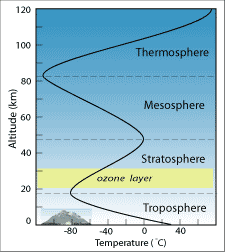 120
Thermosphere
100
80
Mesosphere
60
Altitude (km)
40
Stratosphere
ozone layer
20
Troposphere
0
-80 -40 0 40
Temperature (°C)